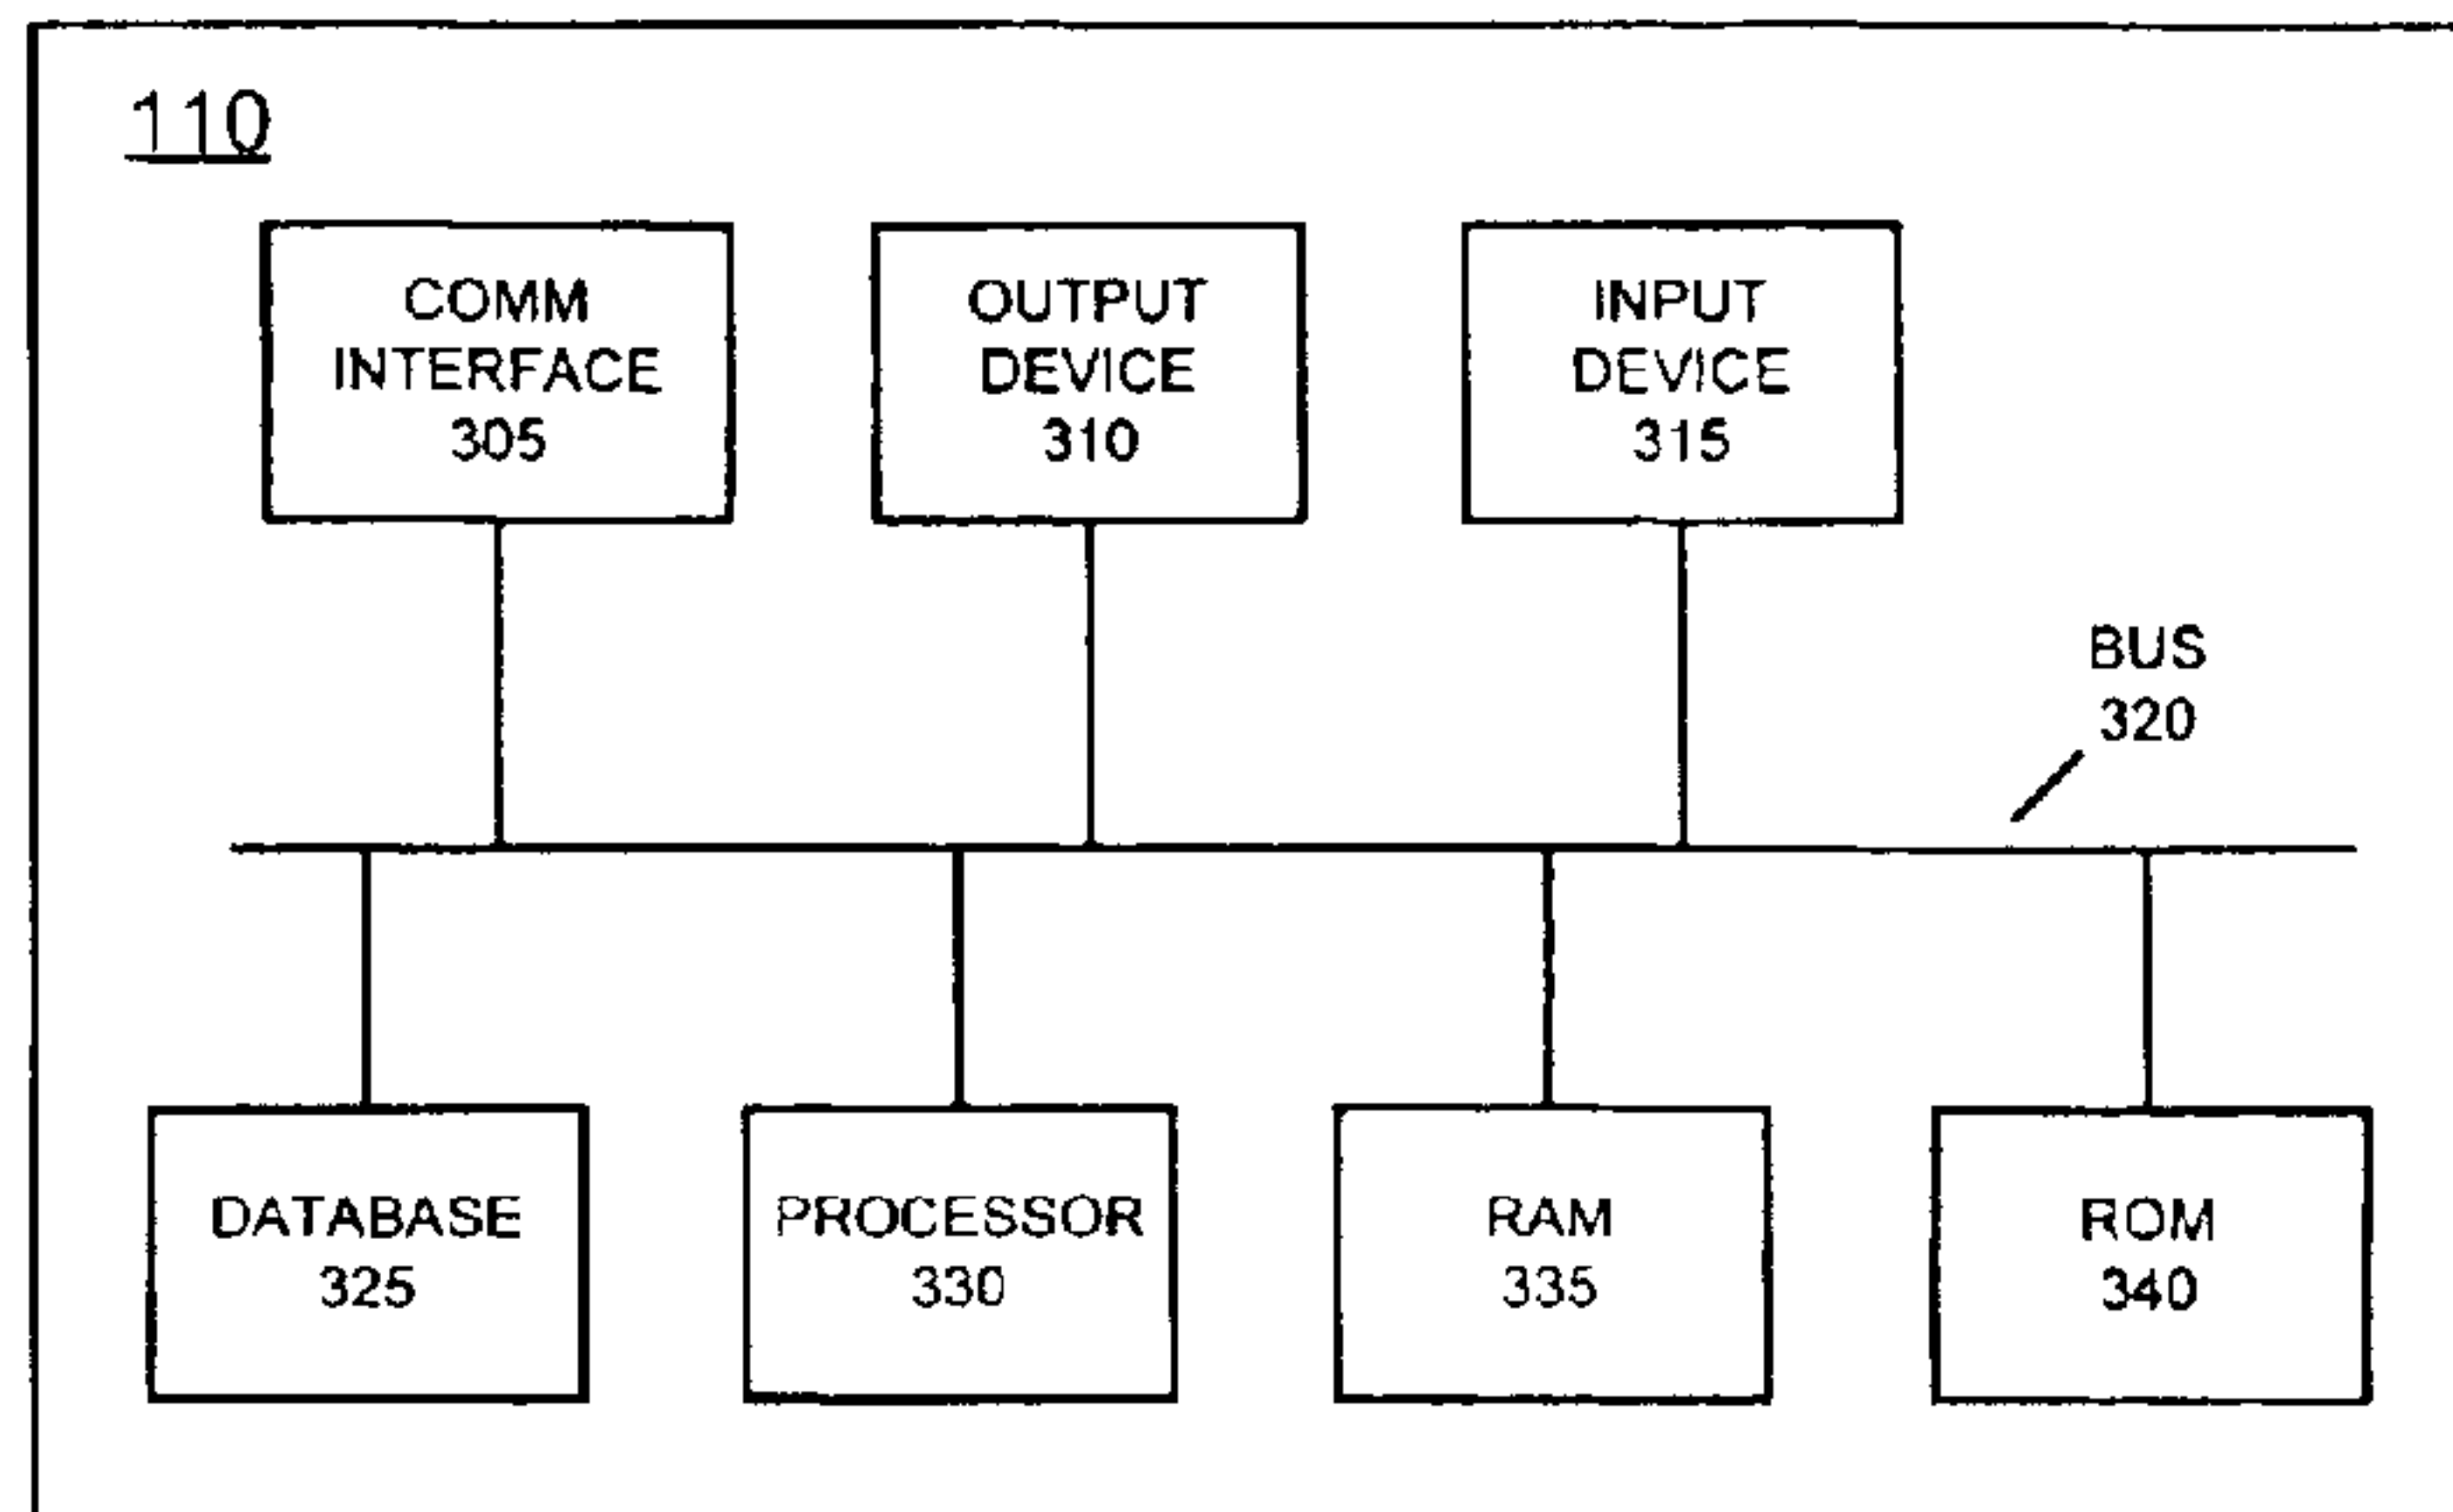 110
COMM
INTERFACE
305
OUTPUT
DEVICE
310
INPUT
DEVICE
315
BUS
320
DATABASE
325
PROCESSOR
330
RAM
335
ROM
340